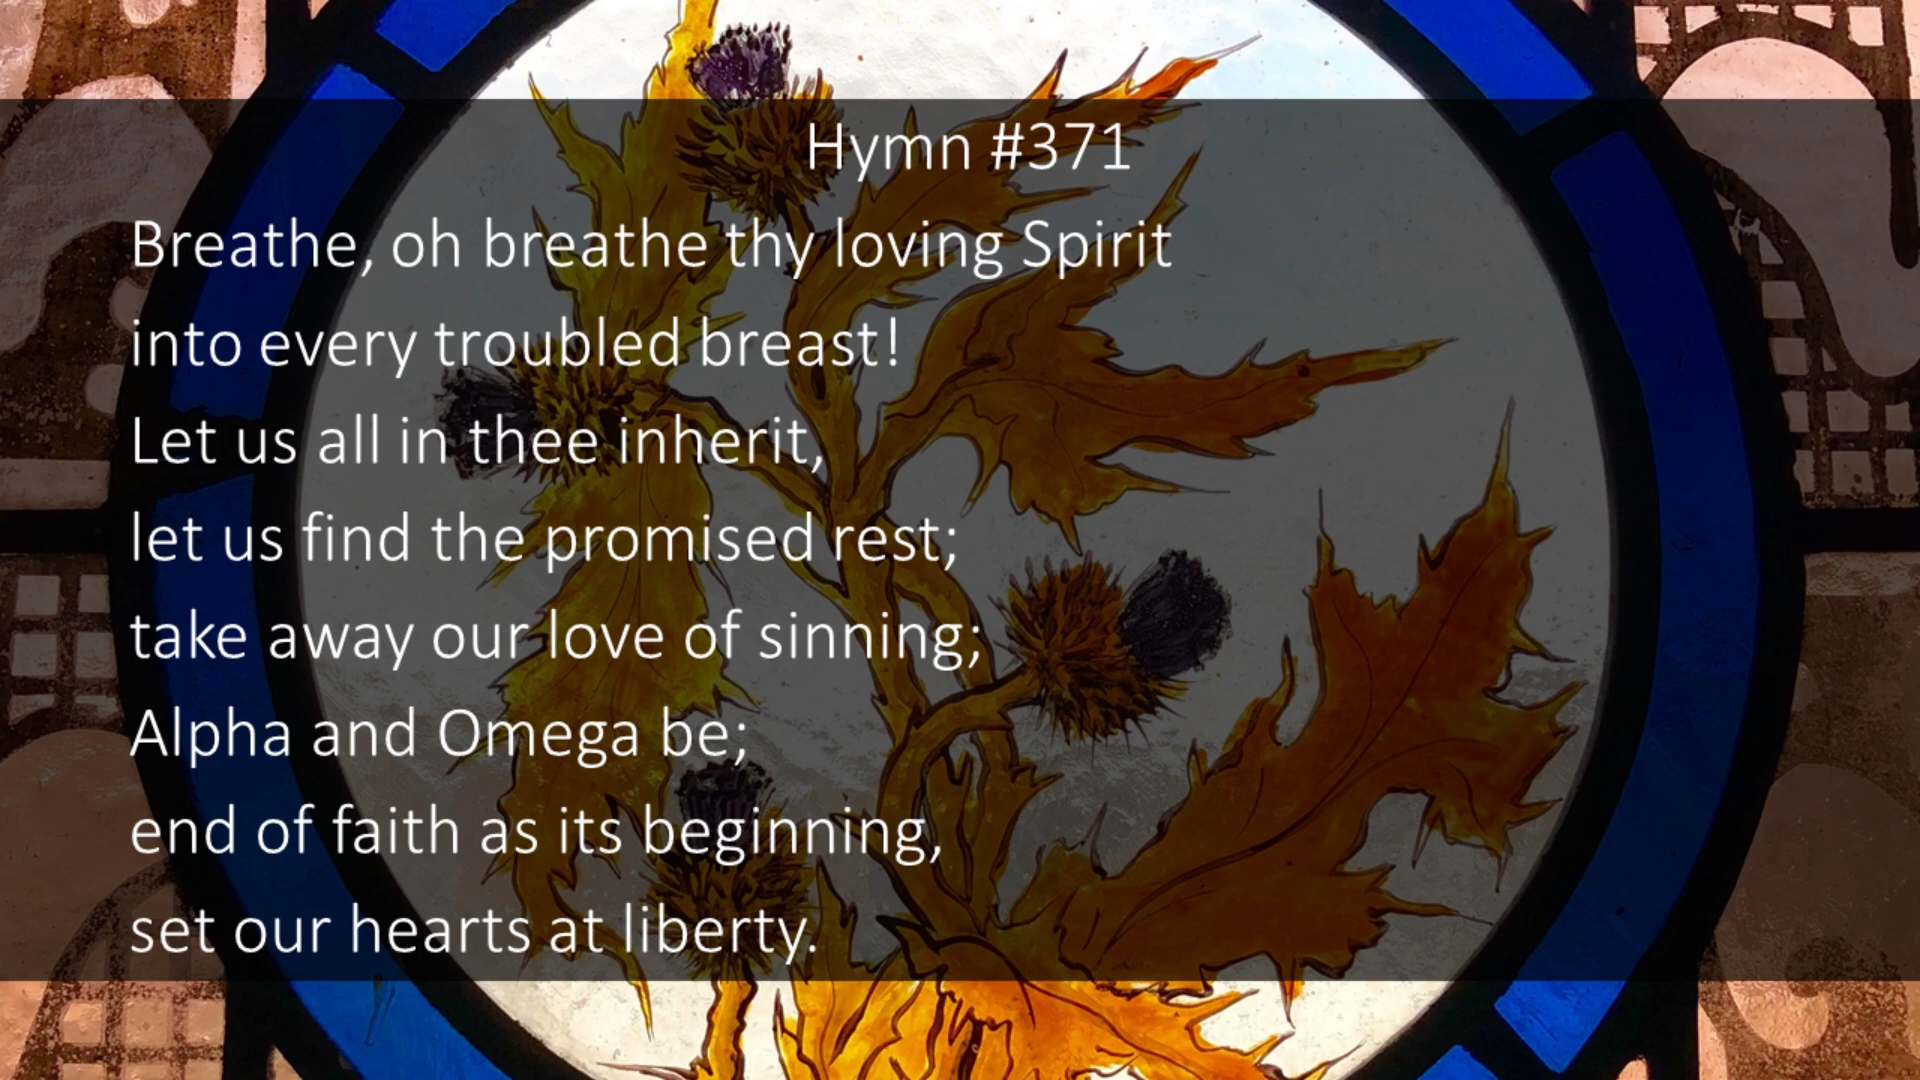 Hymn #371
Breathe, oh breathe thy loving Spirit
into every troubled breast!
Let us all in thee inherit,
let us find the promised rest;
take away our love of sinning;
Alpha and Omega be;
end of faith as its beginning,
set our hearts at liberty.